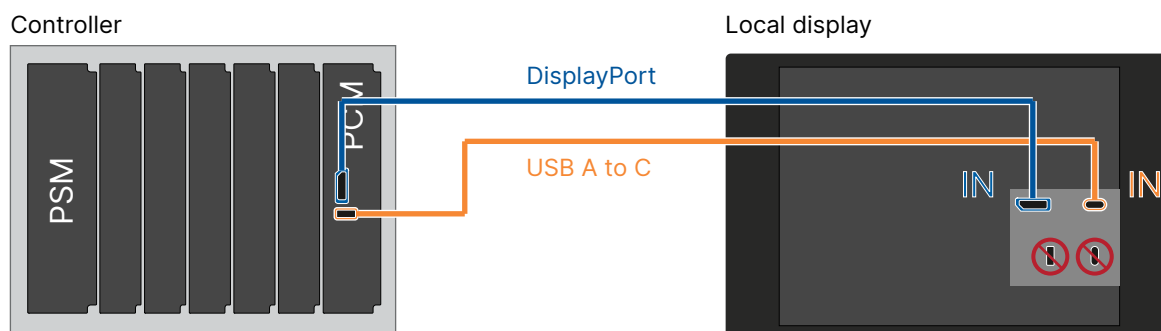 Controller
Local display
DisplayPort
PCM
USB A to C
PSM
IN
IN